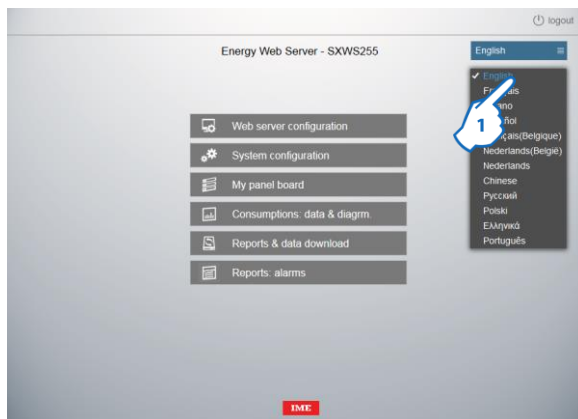 logout
Energy Web Server - SXWS255
English
English
Nederlands(België)
Nederlands
Chinese
Русский
Polski
Ελληνικά
Português
1
Web server configuration
System configuration
My panel board
Consumptions: data & diagrm.
Reports & data download
Reports: alarms
IME